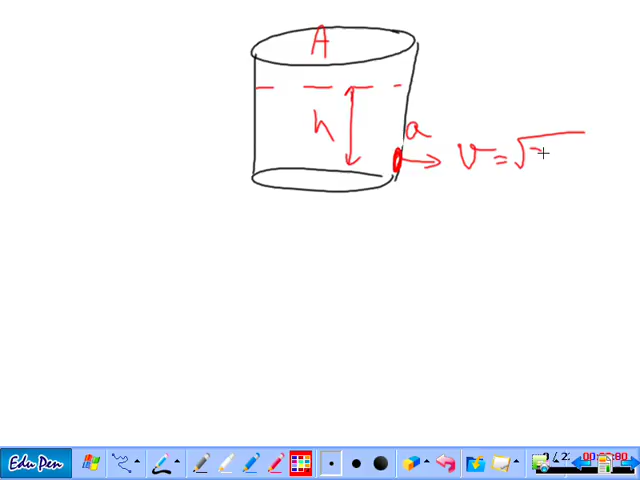 A
h
a
v = √
Edu Pen